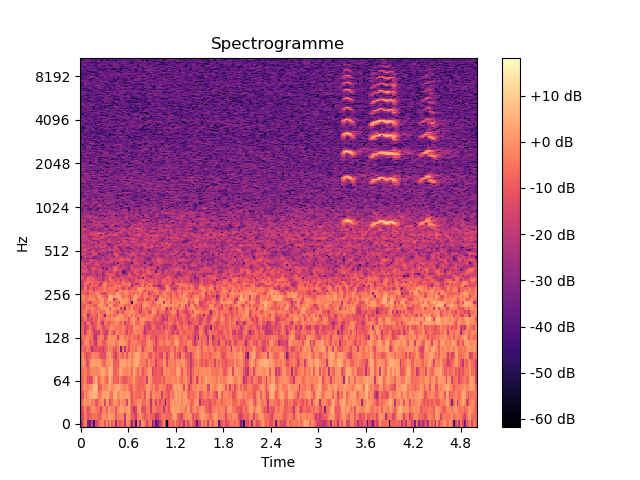 Spectrogramme
8192
4096
2048
1024
512
256
128
64
0
Hz
0 0.6 1.2 1.8 2.4 3 3.6 4.2 4.8
Time
+10 dB
+0 dB
-10 dB
-20 dB
-30 dB
-40 dB
-50 dB
-60 dB